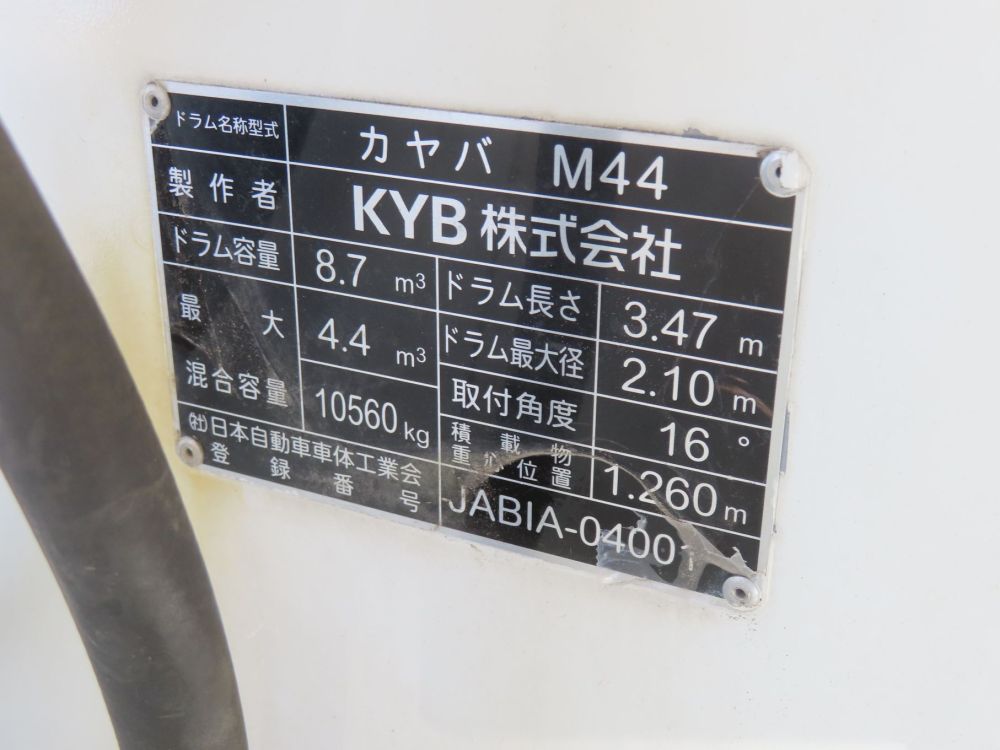 ドラム名称型式 カヤバ M44
製作者 KYB 株式会社
ドラム容量 8.7 m³ ドラム長さ 3.47 m
最大 4.4 m³ ドラム最大径 2.10 m
混合容量 10560 kg 取付角度 16°
㈳日本自動車車体工業会 積載物 重心位置 1.260 m
登録番号 JABIA-0400